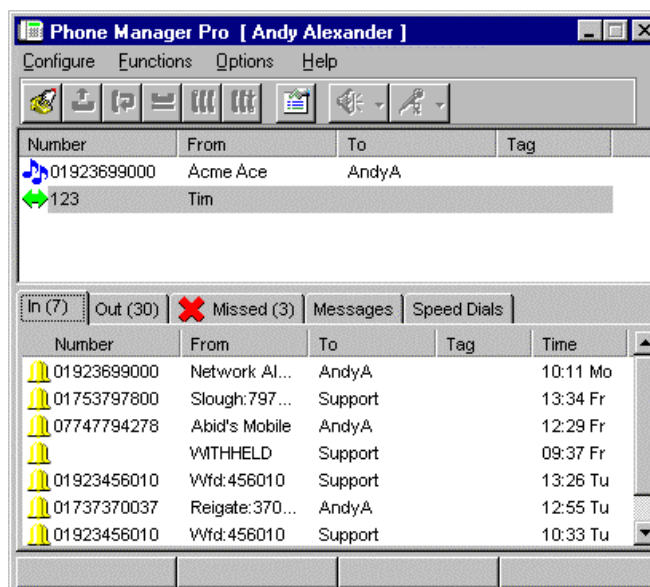 Phone Manager Pro [ Andy Alexander ]
Configure Functions Options Help
Number From To Tag
01923699000 Acme Ace AndyA
123 Tim
In (7) Out (30) Missed (3) Messages Speed Dials
Number From To Tag Time
01923699000 Network Al... AndyA 10:11 Mo
01753797800 Slough:797... Support 13:34 Fr
07747794278 Abid's Mobile AndyA 12:29 Fr
WITHHELD Support 09:37 Fr
01923456010 Wfd:456010 Support 13:26 Tu
01737370037 Reigate:370... AndyA 12:55 Tu
01923456010 Wfd:456010 Support 10:33 Tu